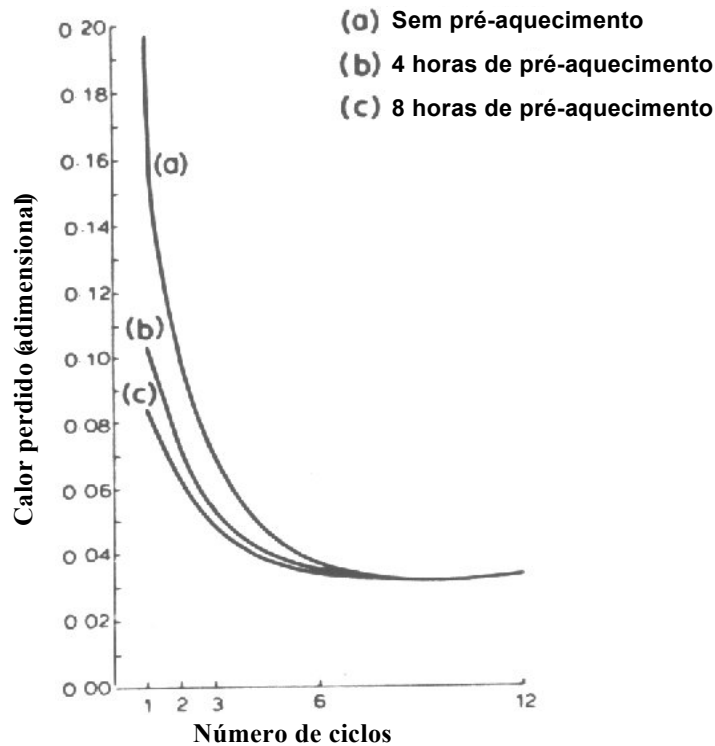 (a) Sem pré-aquecimento
(b) 4 horas de pré-aquecimento
(c) 8 horas de pré-aquecimento
Calor perdido (adimensional)
0.20
0.18
0.16
0.14
0.12
0.10
0.08
0.06
0.04
0.02
0.00
(a)
(b)
(c)
1 2 3 6 12
Número de ciclos